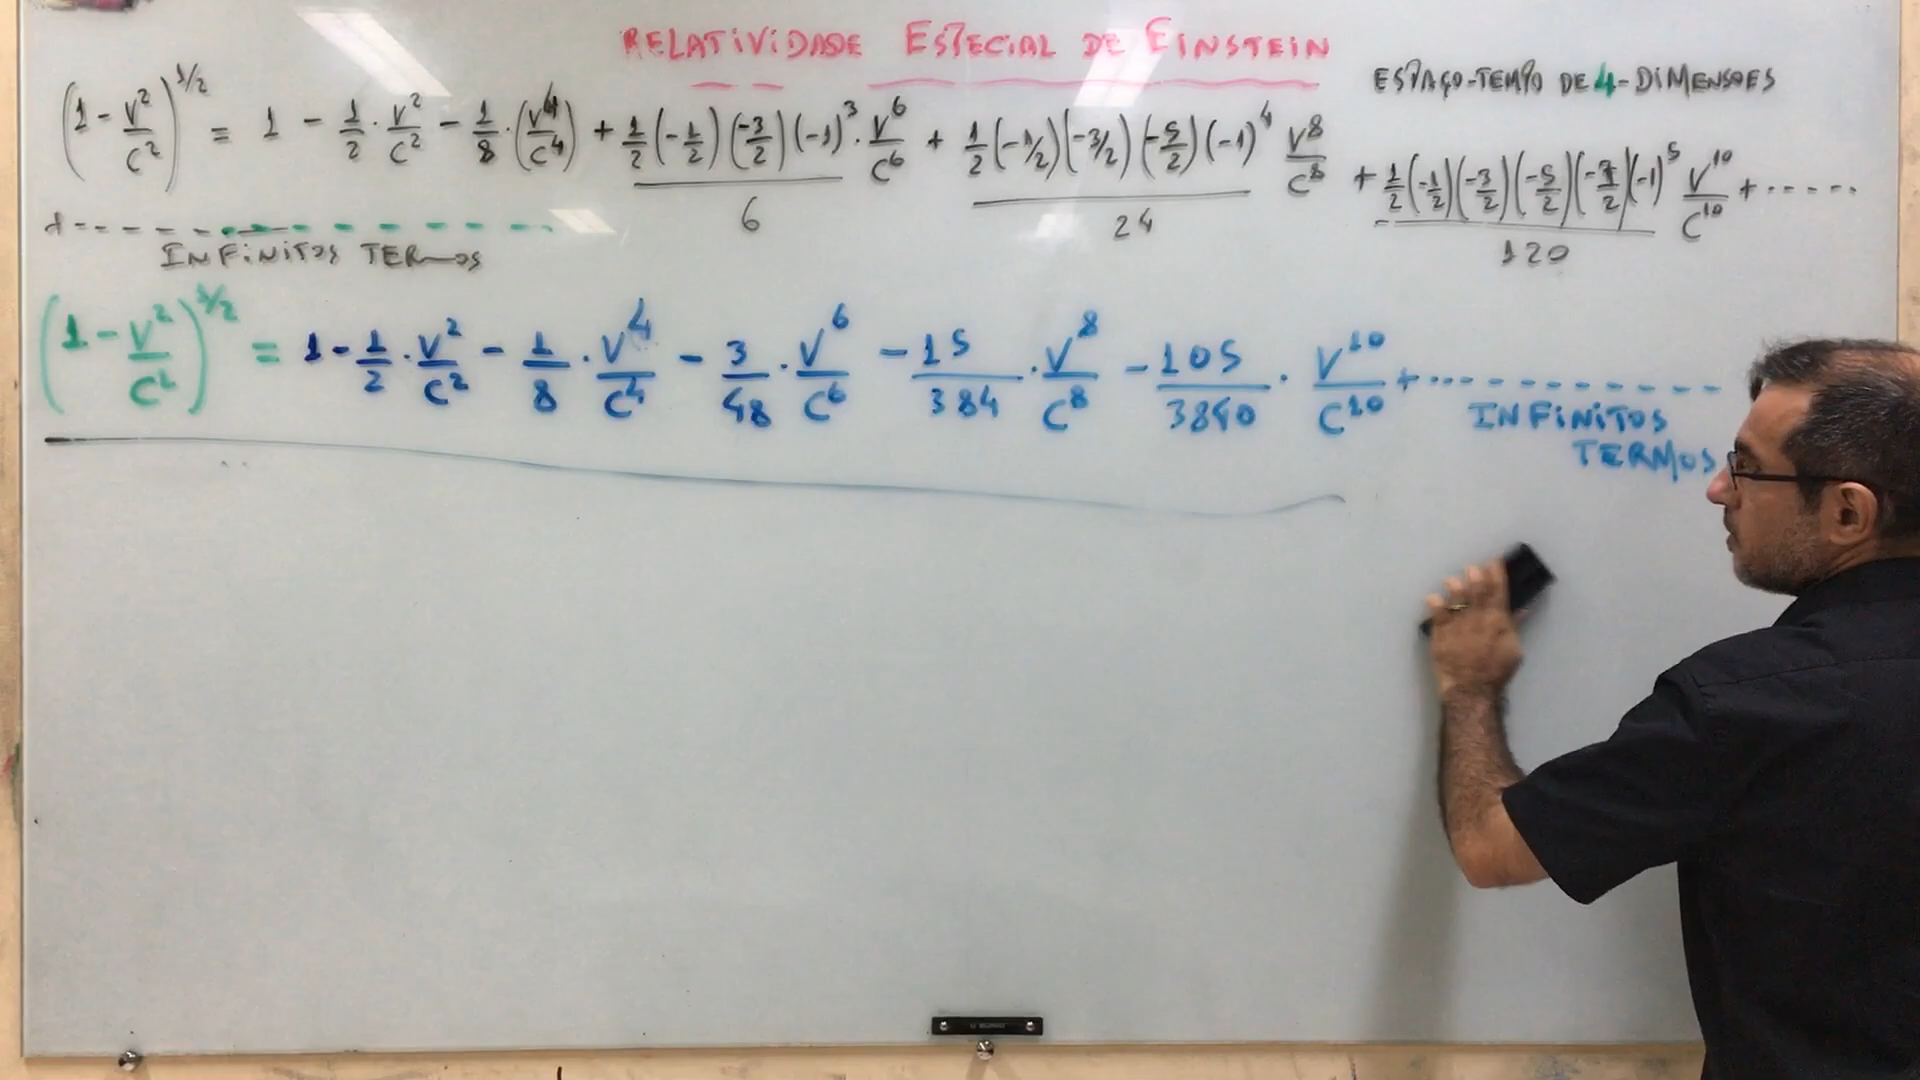 RELATIVIDADE ESPECIAL DE EINSTEIN
ESPAÇO-TEMPO DE 4-DIMENSOES
(1 - V²/C²)^1/2 = 1 - 1/2 · V²/C² - 1/8 · (V⁴/C⁴) + 1/2(-1/2)(-3/2)(-1)³/6 · V⁶/C⁶ + 1/2(-1/2)(-3/2)(-5/2)(-1)⁴/24 V⁸/C⁸ + 1/2(-1/2)(-3/2)(-5/2)(-7/2)(-1)⁵/120 V¹⁰/C¹⁰ + ......
+ - - - - - - - - - - - - - -
INFINITOS TERMOS
(1 - V²/C²)^1/2 = 1 - 1/2 · V²/C² - 1/8 · V⁴/C⁴ - 3/48 · V⁶/C⁶ - 15/384 · V⁸/C⁸ - 105/3840 · V¹⁰/C¹⁰ + ... - - - - - - - - -
INFINITOS
TERMOS